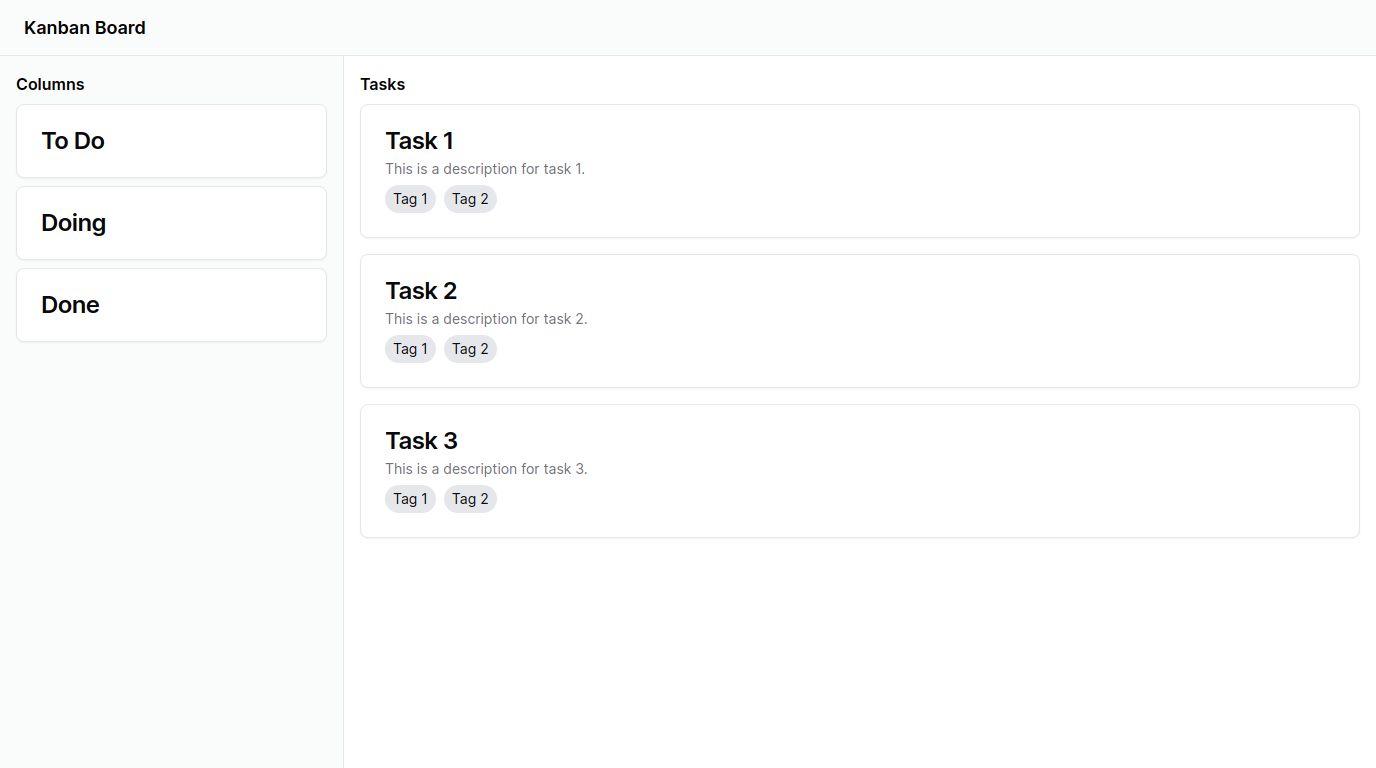 Kanban Board
Columns
To Do
Doing
Done
Tasks
Task 1
This is a description for task 1.
Tag 1 Tag 2
Task 2
This is a description for task 2.
Tag 1 Tag 2
Task 3
This is a description for task 3.
Tag 1 Tag 2